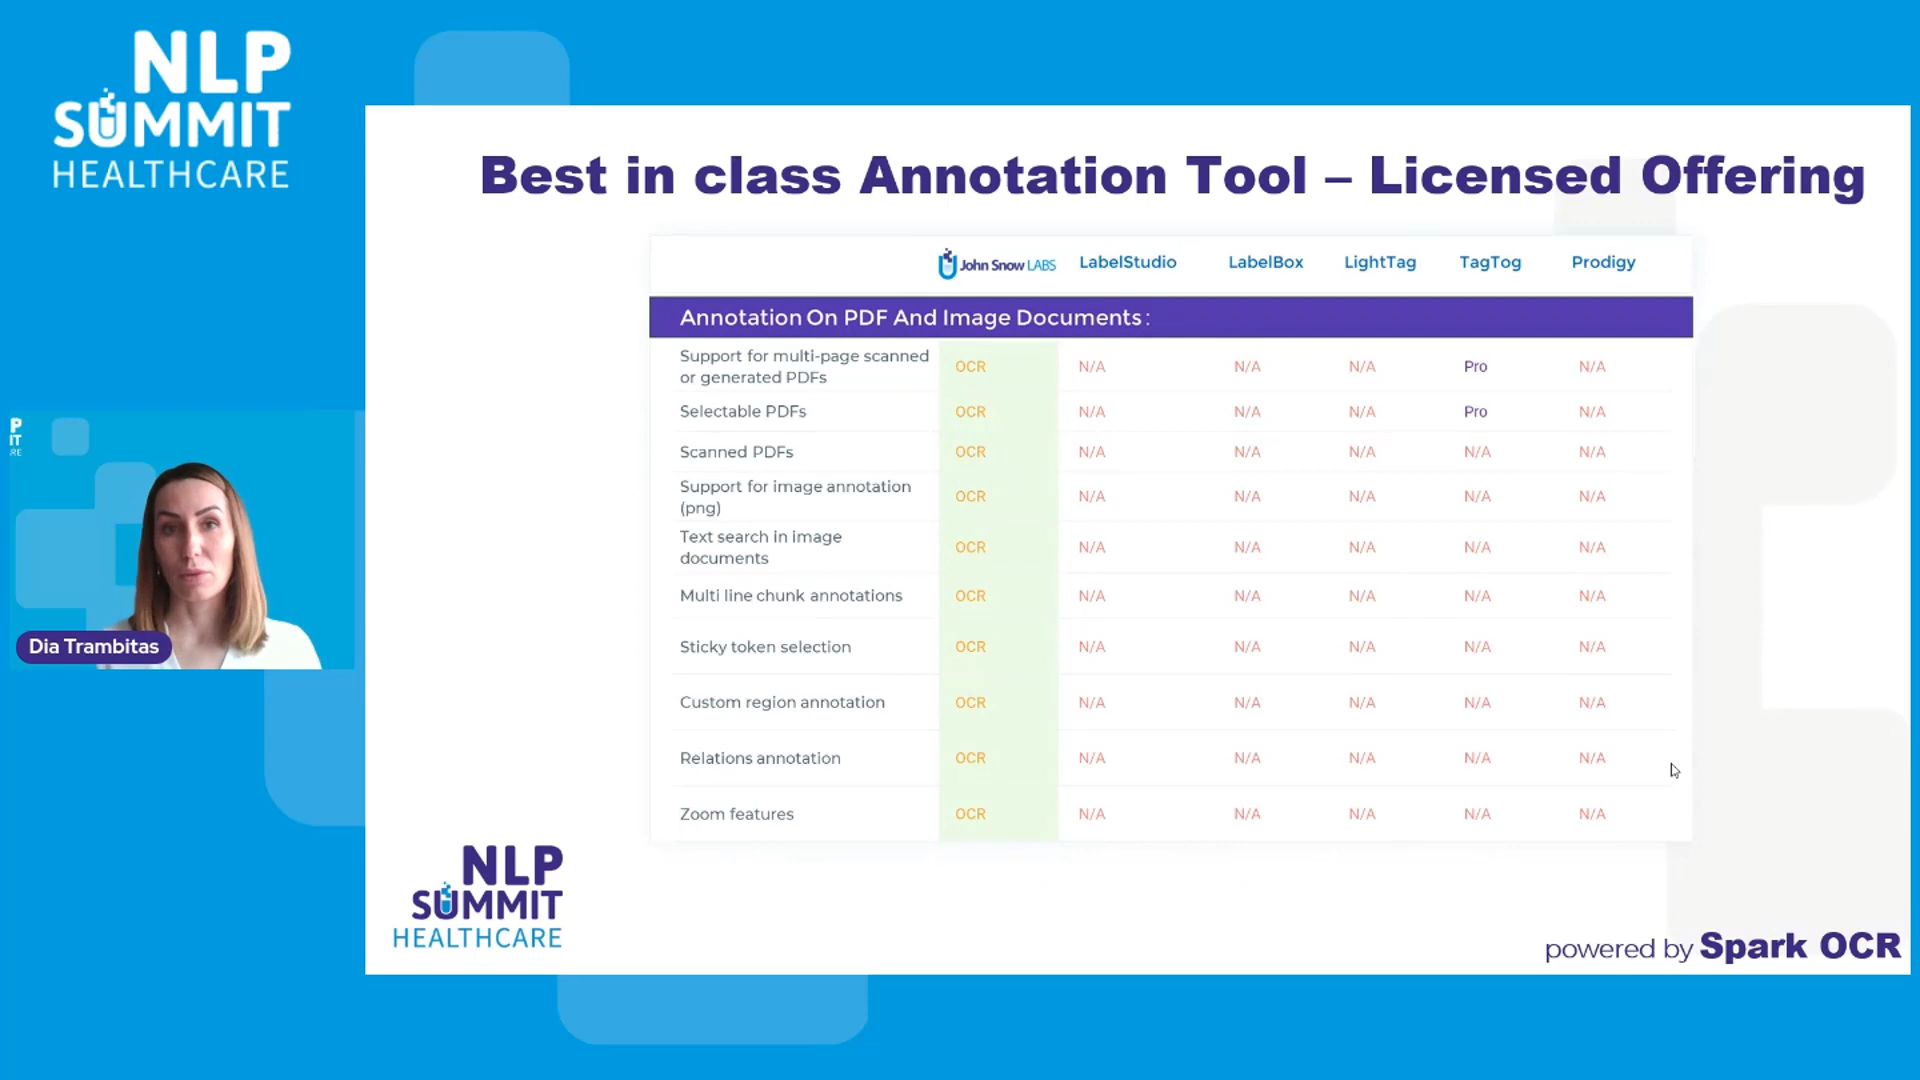 NLP
SUMMIT
HEALTHCARE
Best in class Annotation Tool – Licensed Offering
John Snow LABS LabelStudio LabelBox LightTag TagTog Prodigy
Annotation On PDF And Image Documents :
Support for multi-page scanned
or generated PDFs OCR N/A N/A N/A Pro N/A
Selectable PDFs OCR N/A N/A N/A Pro N/A
Scanned PDFs OCR N/A N/A N/A N/A N/A
Support for image annotation
(png) OCR N/A N/A N/A N/A N/A
Text search in image
documents OCR N/A N/A N/A N/A N/A
Multi line chunk annotations OCR N/A N/A N/A N/A N/A
Sticky token selection OCR N/A N/A N/A N/A N/A
Custom region annotation OCR N/A N/A N/A N/A N/A
Relations annotation OCR N/A N/A N/A N/A N/A
Zoom features OCR N/A N/A N/A N/A N/A
P
IT
RE
Dia Trambitas
NLP
SUMMIT
HEALTHCARE
powered by Spark OCR